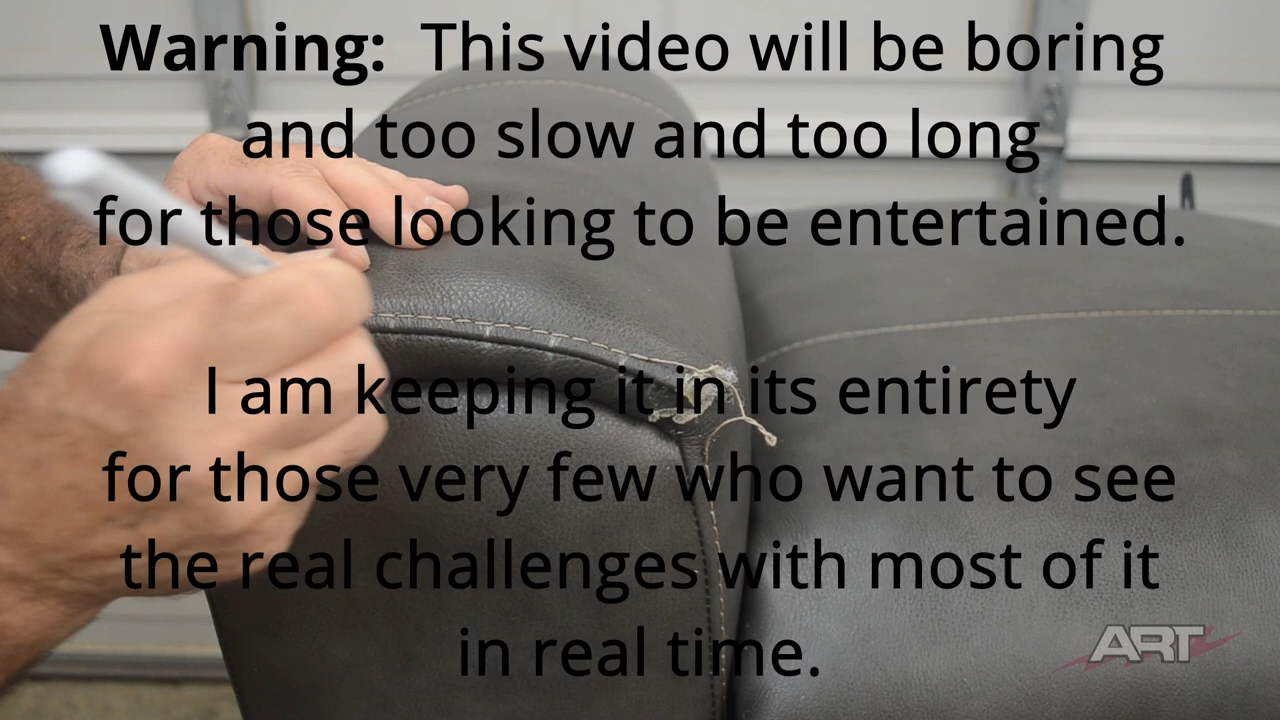 Warning: This video will be boring
and too slow and too long
for those looking to be entertained.
I am keeping it in its entirety
for those very few who want to see
the real challenges with most of it
in real time.
ART